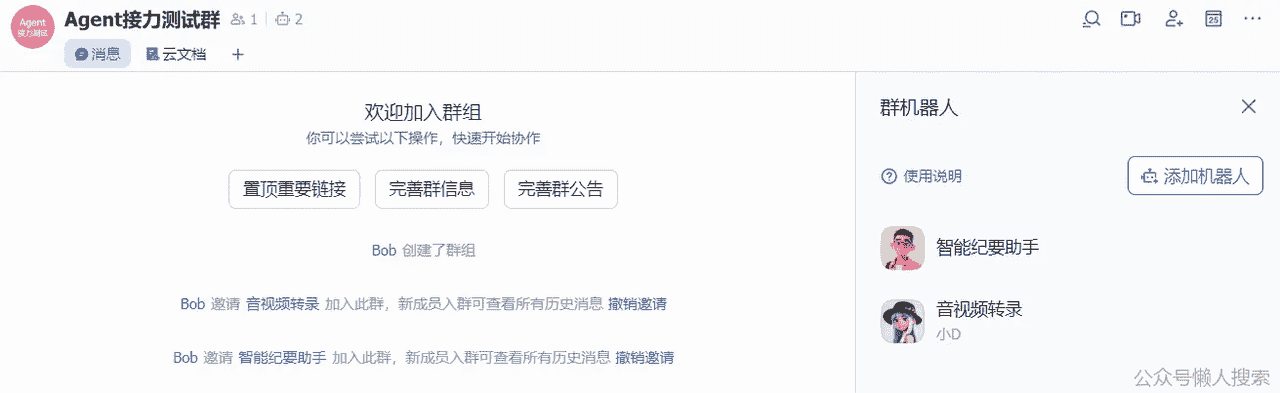 Agent
接力测试
Agent接力测试群 1 2
消息 云文档 +
25
欢迎加入群组
你可以尝试以下操作，快速开始协作
置顶重要链接 完善群信息 完善群公告
Bob 创建了群组
Bob 邀请 音视频转录 加入此群，新成员入群可查看所有历史消息 撤销邀请
Bob 邀请 智能纪要助手 加入此群，新成员入群可查看所有历史消息 撤销邀请
群机器人
使用说明 添加机器人
智能纪要助手
音视频转录
小D
公众号懒人搜索